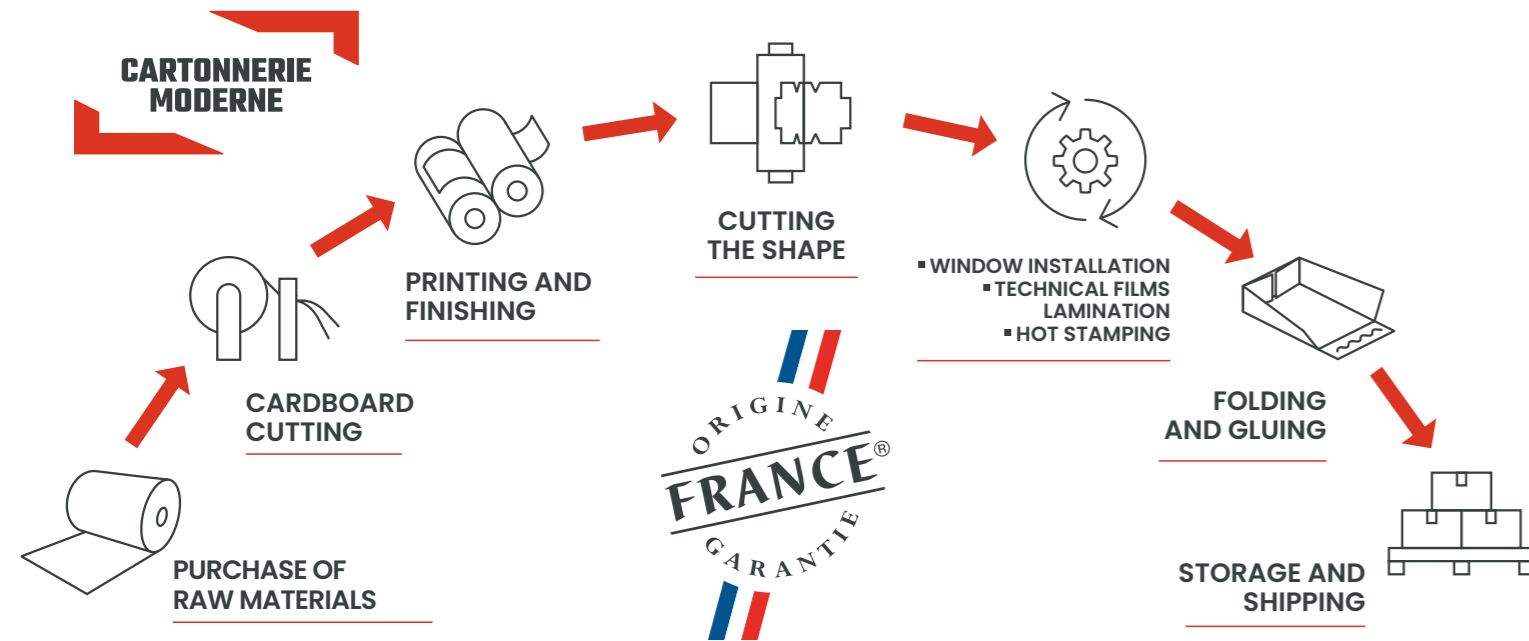 CARTONNERIE
MODERNE
PURCHASE OF
RAW MATERIALS
CARDBOARD
CUTTING
PRINTING AND
FINISHING
CUTTING
THE SHAPE
▪ WINDOW INSTALLATION
▪ TECHNICAL FILMS
LAMINATION
▪ HOT STAMPING
FOLDING
AND GLUING
STORAGE AND
SHIPPING
ORIGINE
FRANCE®
GARANTIE